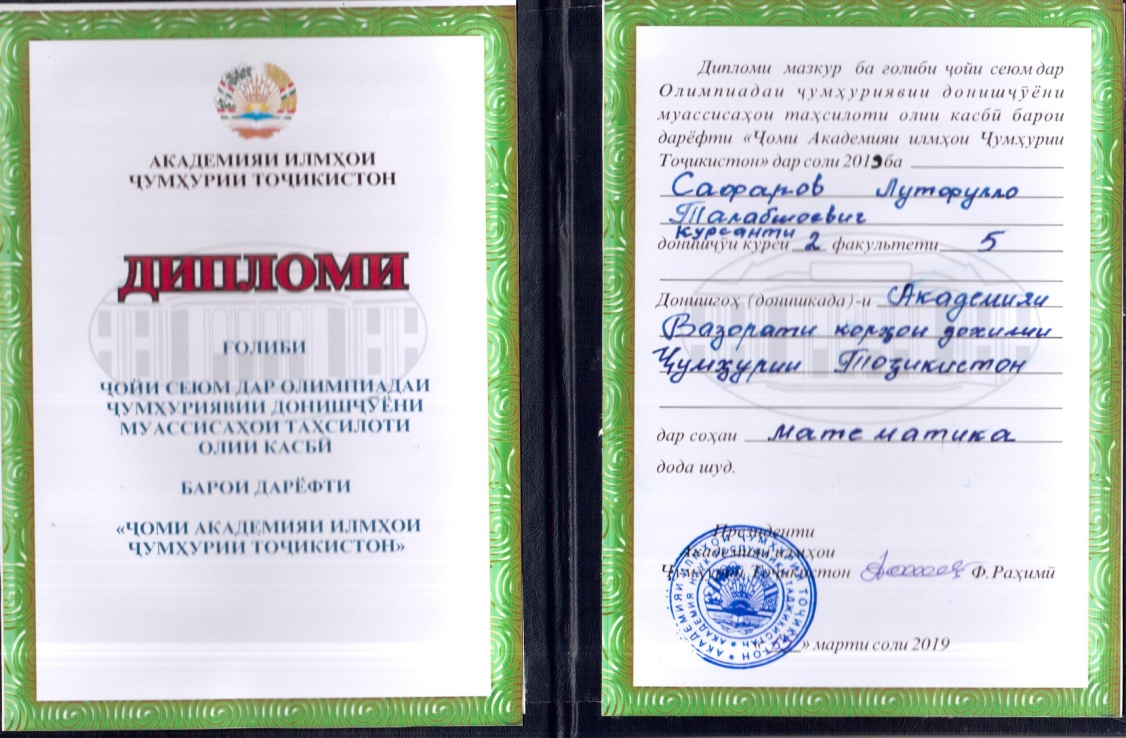 АКАДЕМИЯИ ИЛМҲОИ
ҶУМҲУРИИ ТОҶИКИСТОН
ДИПЛОМИ
ҒОЛИБИ
ҶОЙИ СЕЮМ ДАР ОЛИМПИАДАИ
ҶУМҲУРИЯВИИ ДОНИШҶӮЁНИ
МУАССИСАҲОИ ТАҲСИЛОТИ
ОЛИИ КАСБӢ
БАРОИ ДАРЁФТИ
«ҶОМИ АКАДЕМИЯИ ИЛМҲОИ
ҶУМҲУРИИ ТОҶИКИСТОН»
Дипломи мазкур ба ғолиби ҷойи сеюм дар
Олимпиадаи ҷумҳуриявии донишҷӯёни
муассисаҳои таҳсилоти олии касбӣ барои
дарёфти «Ҷоми Академияи илмҳои Ҷумҳурии
Тоҷикистон» дар соли 2019 ба
Сафаров Лутфулло
Талабшоевич
курсанти
донишҷӯи курси 2 факултети 5
Донишгоҳ (донишкада)-и Академияи
Вазорати корҳои дохилии
Ҷумҳурии Тоҷикистон
дар соҳаи математика
дода шуд.
Президенти
Академияи илмҳои
Ҷумҳурии Тоҷикистон Ф.Раҳимӣ
» марти соли 2019